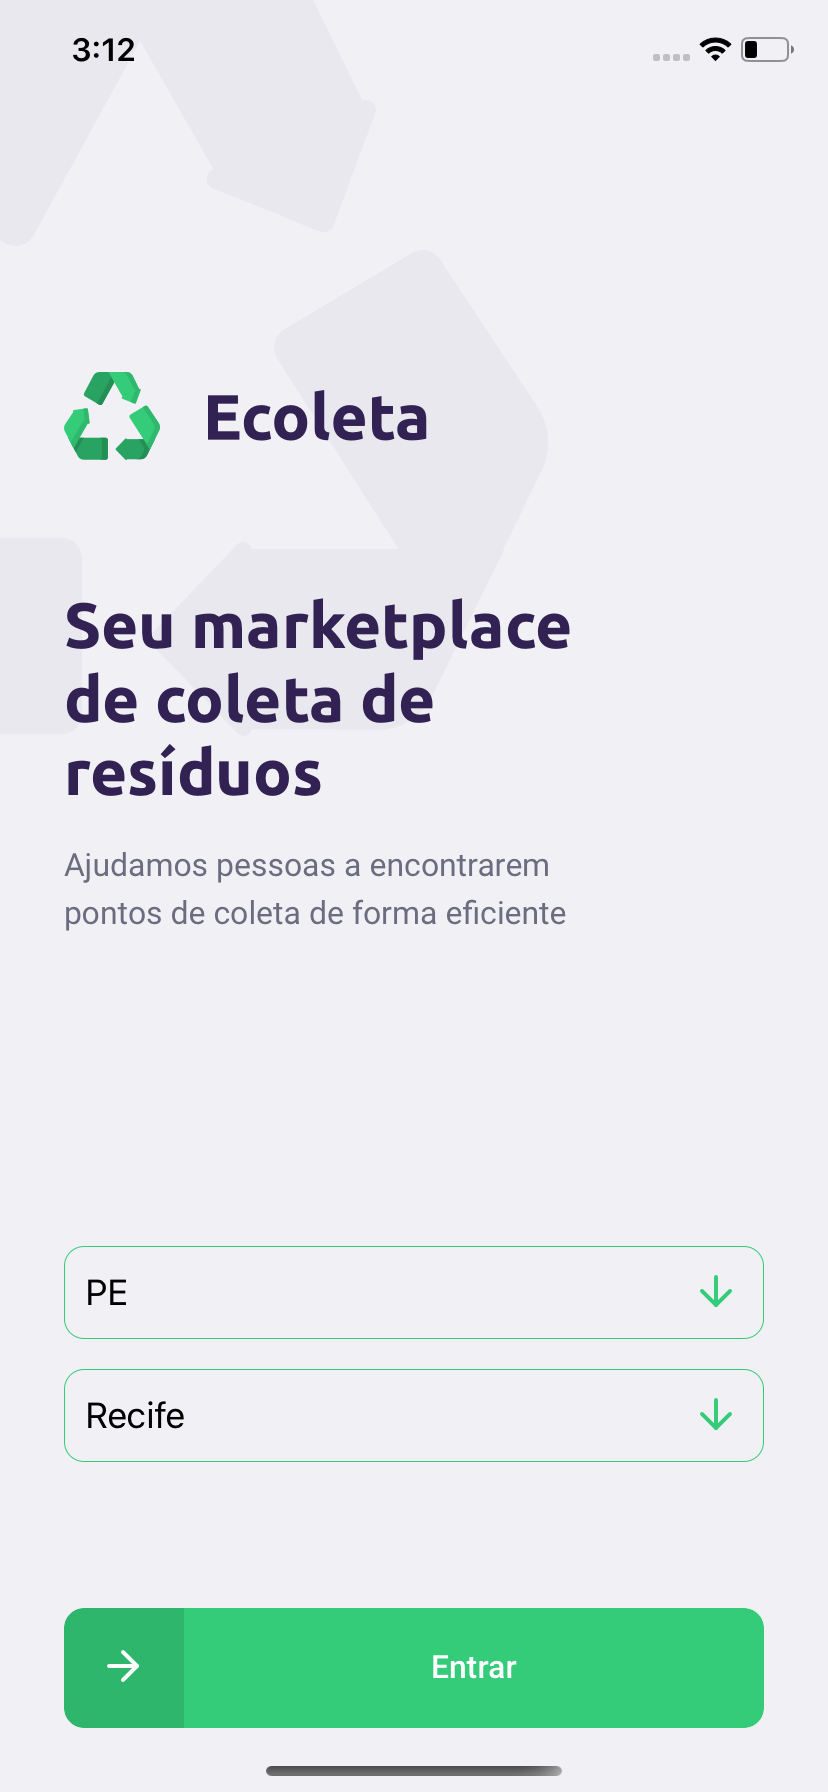 3:12
Ecoleta
Seu marketplace
de coleta de
resíduos
Ajudamos pessoas a encontrarem
pontos de coleta de forma eficiente
PE
Recife
Entrar